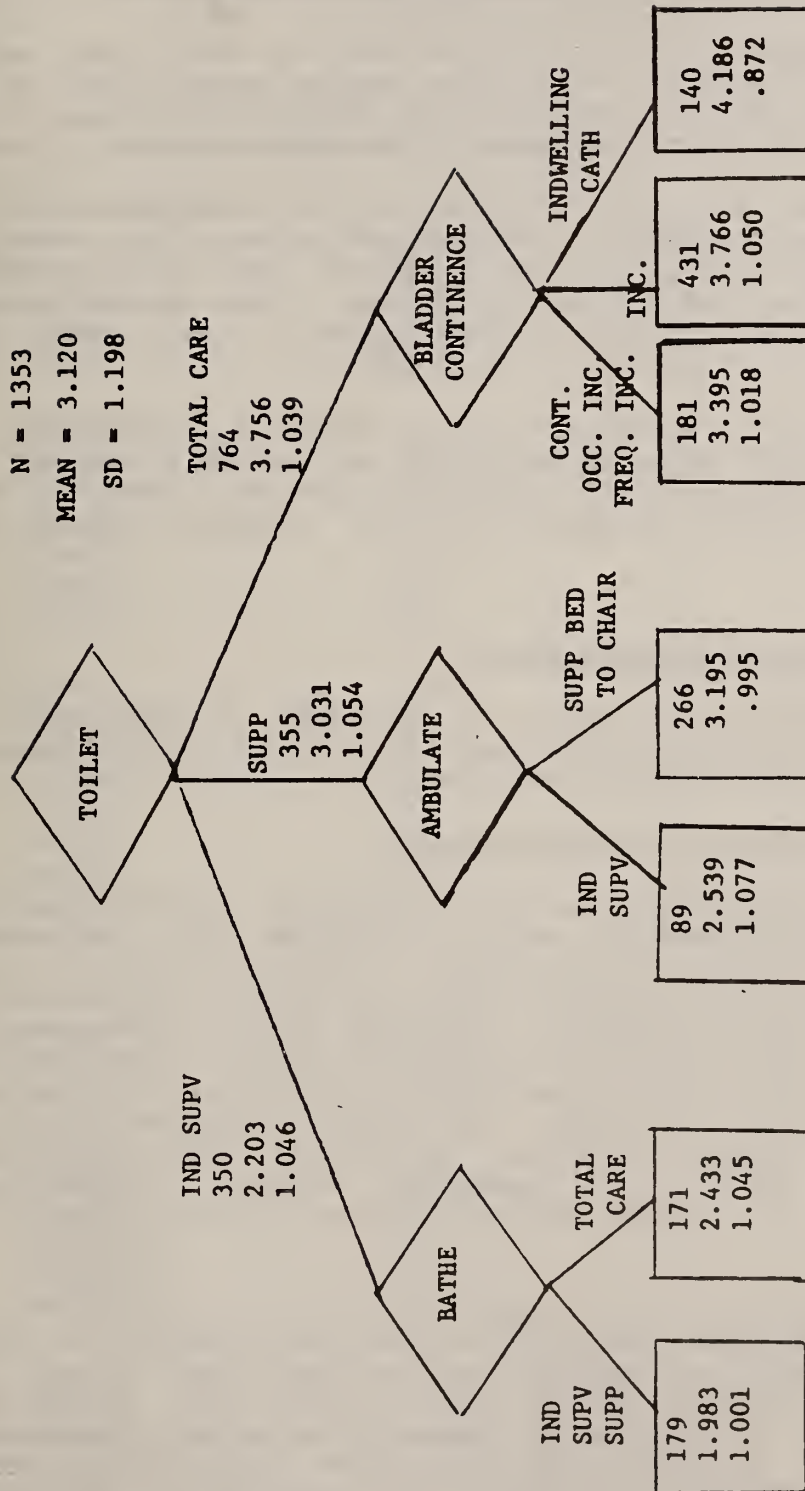 N = 1353
MEAN = 3.120
SD = 1.198
TOILET
IND SUPV
350
2.203
1.046
SUPP
355
3.031
1.054
TOTAL CARE
764
3.756
1.039
BATHE
AMBULATE
BLADDER
CONTINENCE
IND
SUPV
SUPP
TOTAL
CARE
IND
SUPV
SUPP BED
TO CHAIR
CONT.
OCC. INC.
FREQ. INC.
INC.
INDWELLING
CATH
179
1.983
1.001
171
2.433
1.045
89
2.539
1.077
266
3.195
.995
181
3.395
1.018
431
3.766
1.050
140
4.186
.872